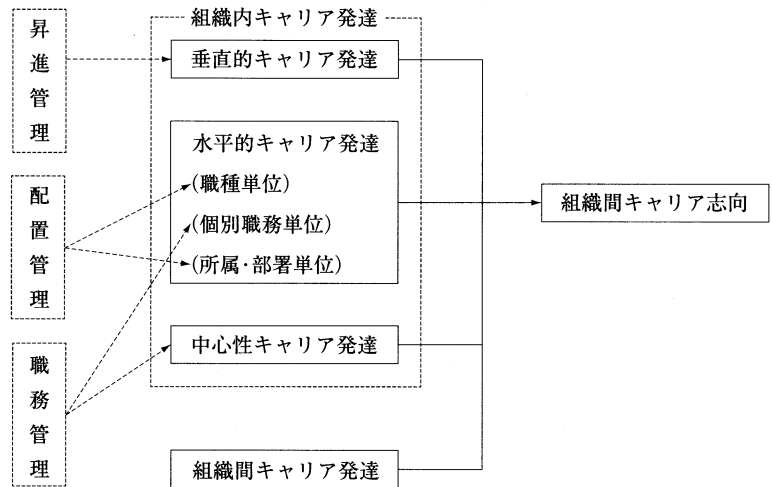 昇進管理
配置管理
職務管理
組織内キャリア発達
垂直的キャリア発達
水平的キャリア発達
(職種単位)
(個別職務単位)
(所属・部署単位)
中心性キャリア発達
組織間キャリア発達
組織間キャリア志向